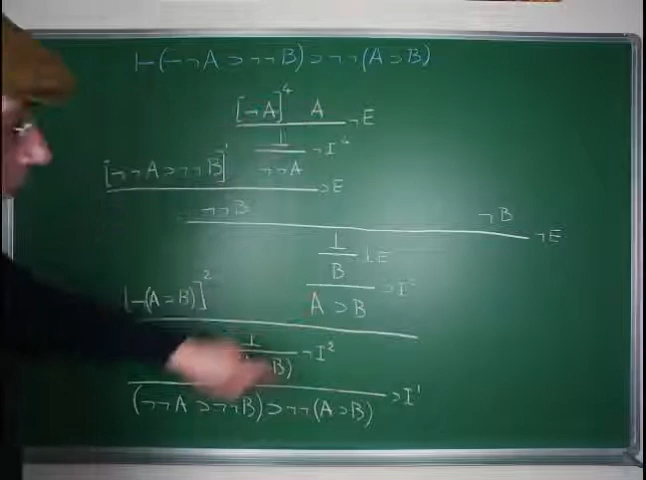 ⊢(¬¬A⊃¬¬B)⊃¬¬(A⊃B)
[¬A]⁴ A
¬E
⊥
¬I⁴
[¬¬A⊃¬¬B]¹ ¬¬A
⊃E
¬¬B ¬B
¬E
⊥
⊥E
B
[¬(A⊃B)]² ⊃I
A⊃B
⊥
¬I²
B)
⊃I¹
(¬¬A⊃¬¬B)⊃¬¬(A⊃B)